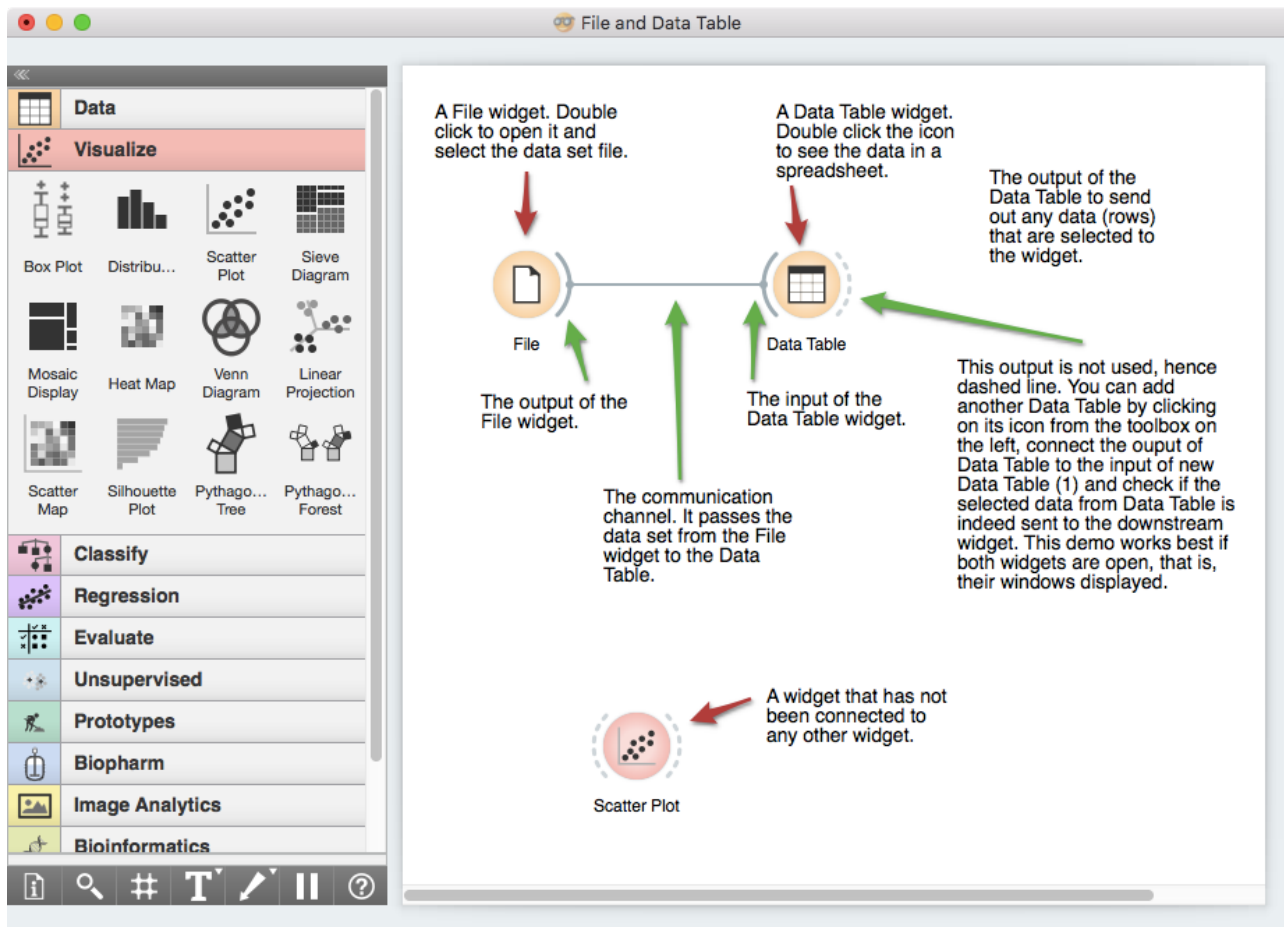 File and Data Table
Data
Visualize
Box Plot
Distribu...
Scatter
Plot
Sieve
Diagram
Mosaic
Display
Heat Map
Venn
Diagram
Linear
Projection
Scatter
Map
Silhouette
Plot
Pythago...
Tree
Pythago...
Forest
Classify
Regression
Evaluate
Unsupervised
Prototypes
Biopharm
Image Analytics
Bioinformatics
A File widget. Double
click to open it and
select the data set file.
A Data Table widget.
Double click the icon
to see the data in a
spreadsheet.
The output of the
Data Table to send
out any data (rows)
that are selected to
the widget.
File
Data Table
The output of the
File widget.
The input of the
Data Table widget.
This output is not used, hence
dashed line. You can add
another Data Table by clicking
on its icon from the toolbox on
the left, connect the ouput of
Data Table to the input of new
Data Table (1) and check if the
selected data from Data Table is
indeed sent to the downstream
widget. This demo works best if
both widgets are open, that is,
their windows displayed.
The communication
channel. It passes the
data set from the File
widget to the Data
Table.
A widget that has not
been connected to
any other widget.
Scatter Plot